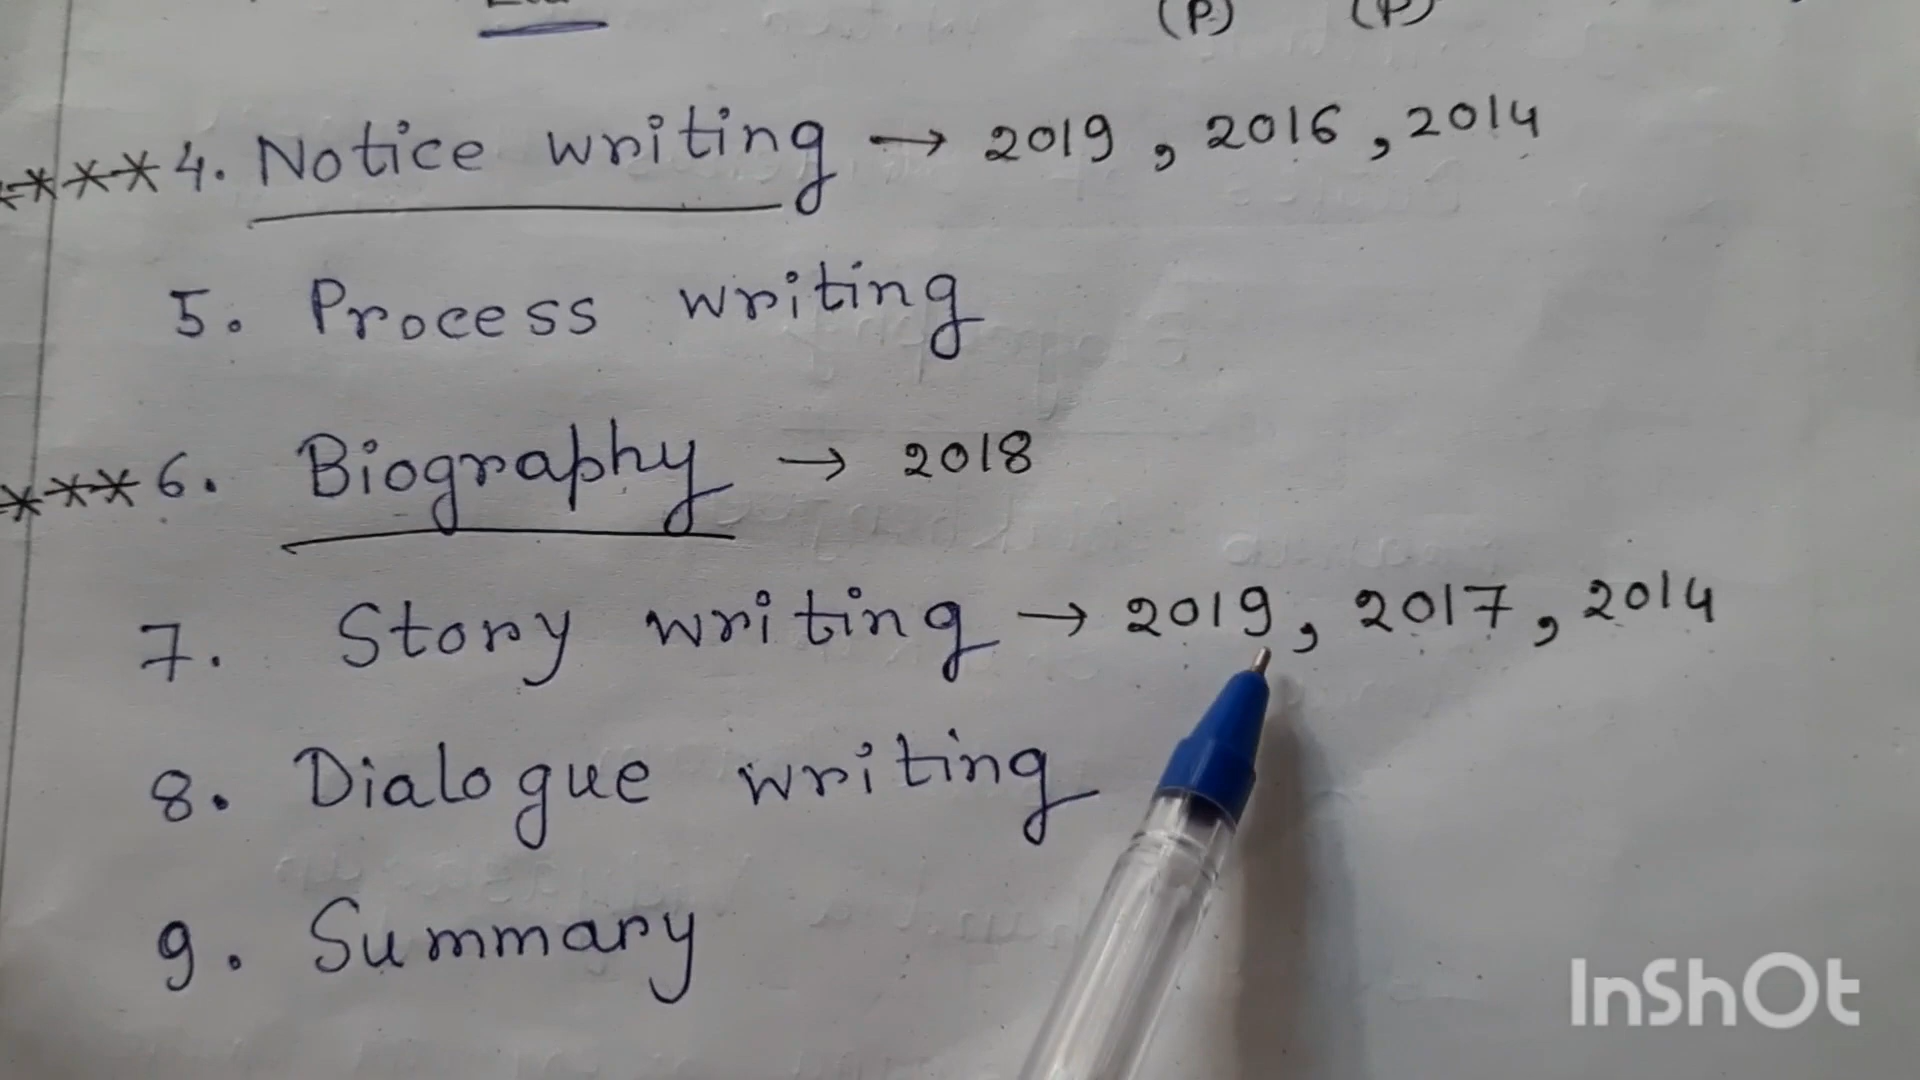 (P) (P)
****4. Notice writing → 2019, 2016, 2014
5. Process writing
***6. Biography → 2018
7. Story writing → 2019, 2017, 2014
8. Dialogue writing
9. Summary
InShOt